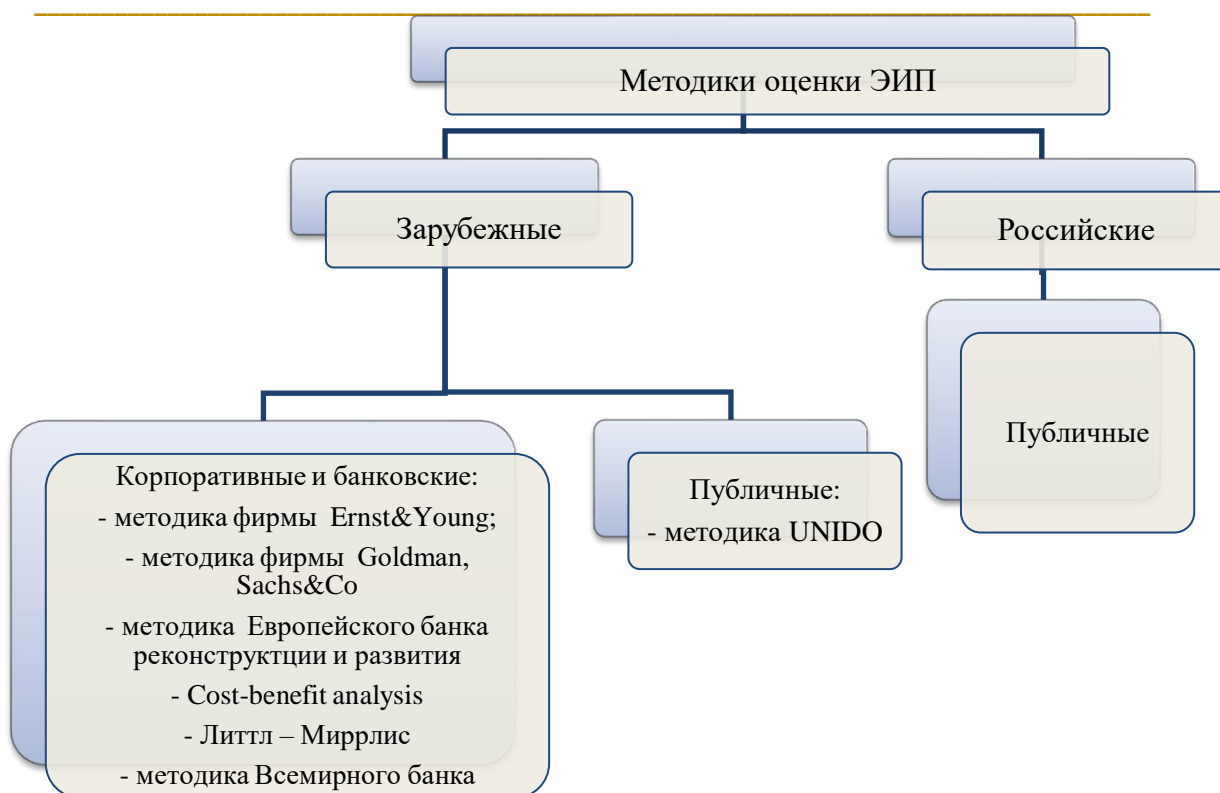 Методики оценки ЭИП
Зарубежные
Российские
Корпоративные и банковские:
- методика фирмы Ernst&Young;
- методика фирмы Goldman,
Sachs&Co
- методика Европейского банка
реконструктции и развития
- Cost-benefit analysis
- Литтл – Миррлис
- методика Всемирного банка
Публичные:
- методика UNIDO
Публичные